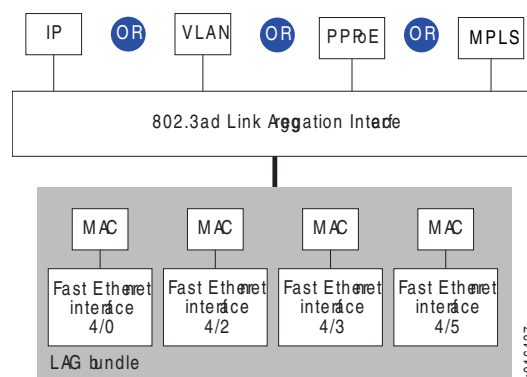 IP OR VLAN OR PPPoE OR MPLS
802.3ad Link Aggregation Interface
MAC MAC MAC MAC
Fast Ethernet interface 4/0
Fast Ethernet interface 4/2
Fast Ethernet interface 4/3
Fast Ethernet interface 4/5
LAG bundle